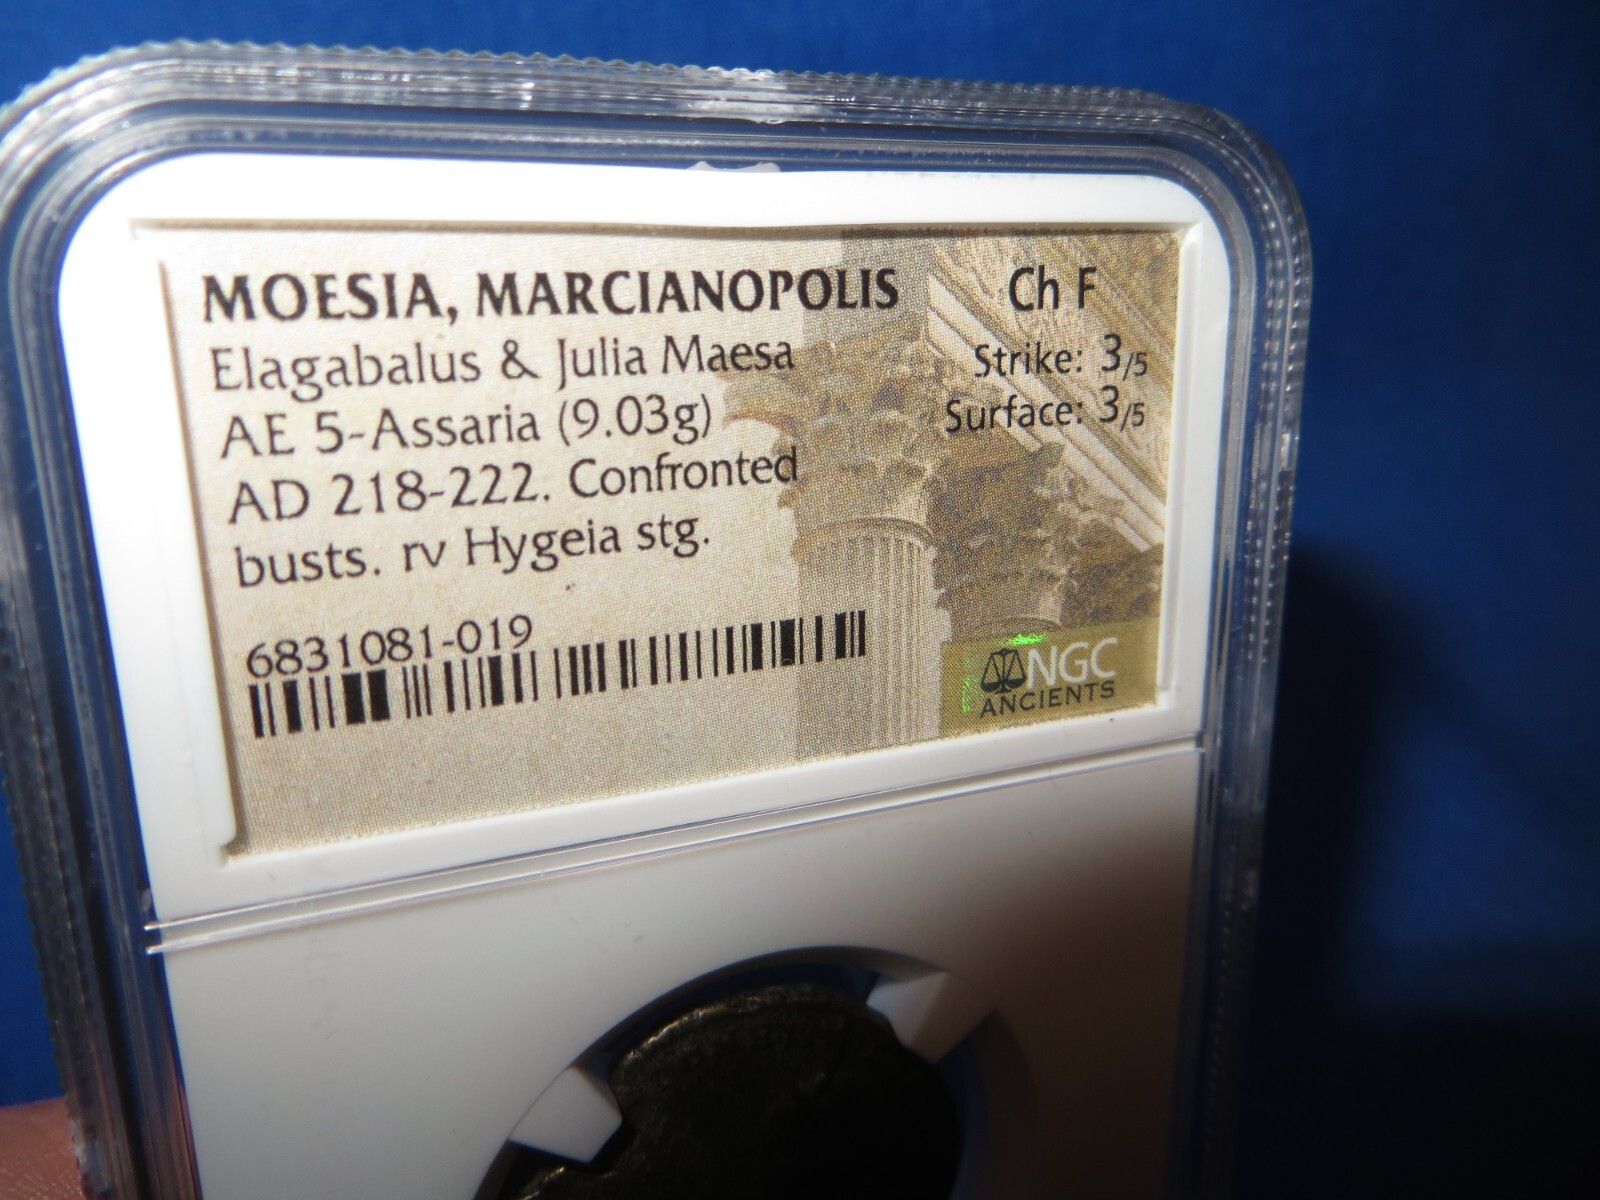 MOESIA, MARCIANOPOLIS
Elagabalus & Julia Maesa
AE 5-Assaria (9.03g)
AD 218-222. Confronted
busts. rv Hygeia stg.
6831081-019
Ch F
Strike: 3/5
Surface: 3/5
NGC
ANCIENTS